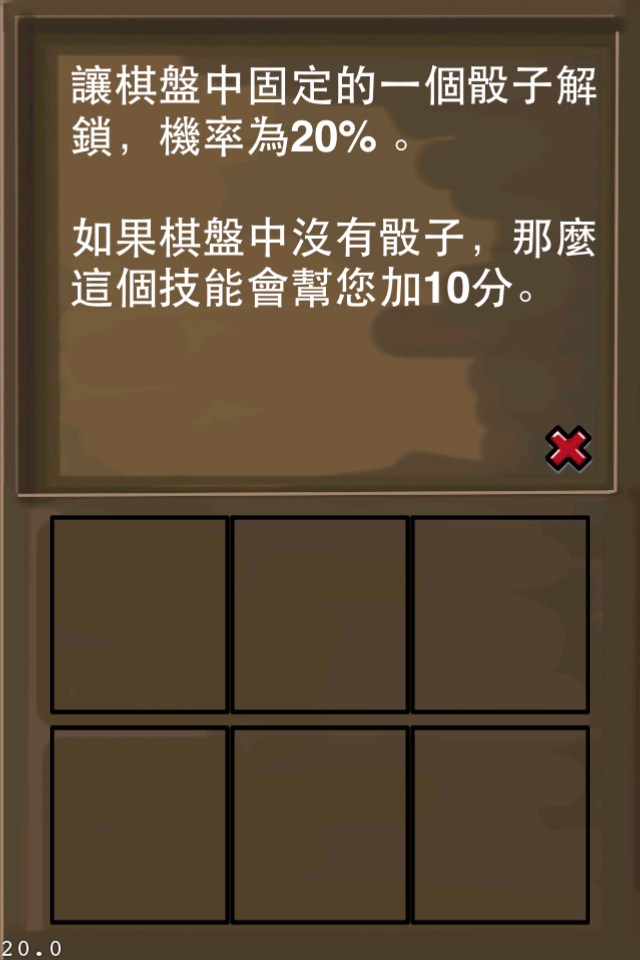 讓棋盤中固定的一個骰子解
鎖，機率為20% 。
如果棋盤中沒有骰子，那麼
這個技能會幫您加10分。
20.0